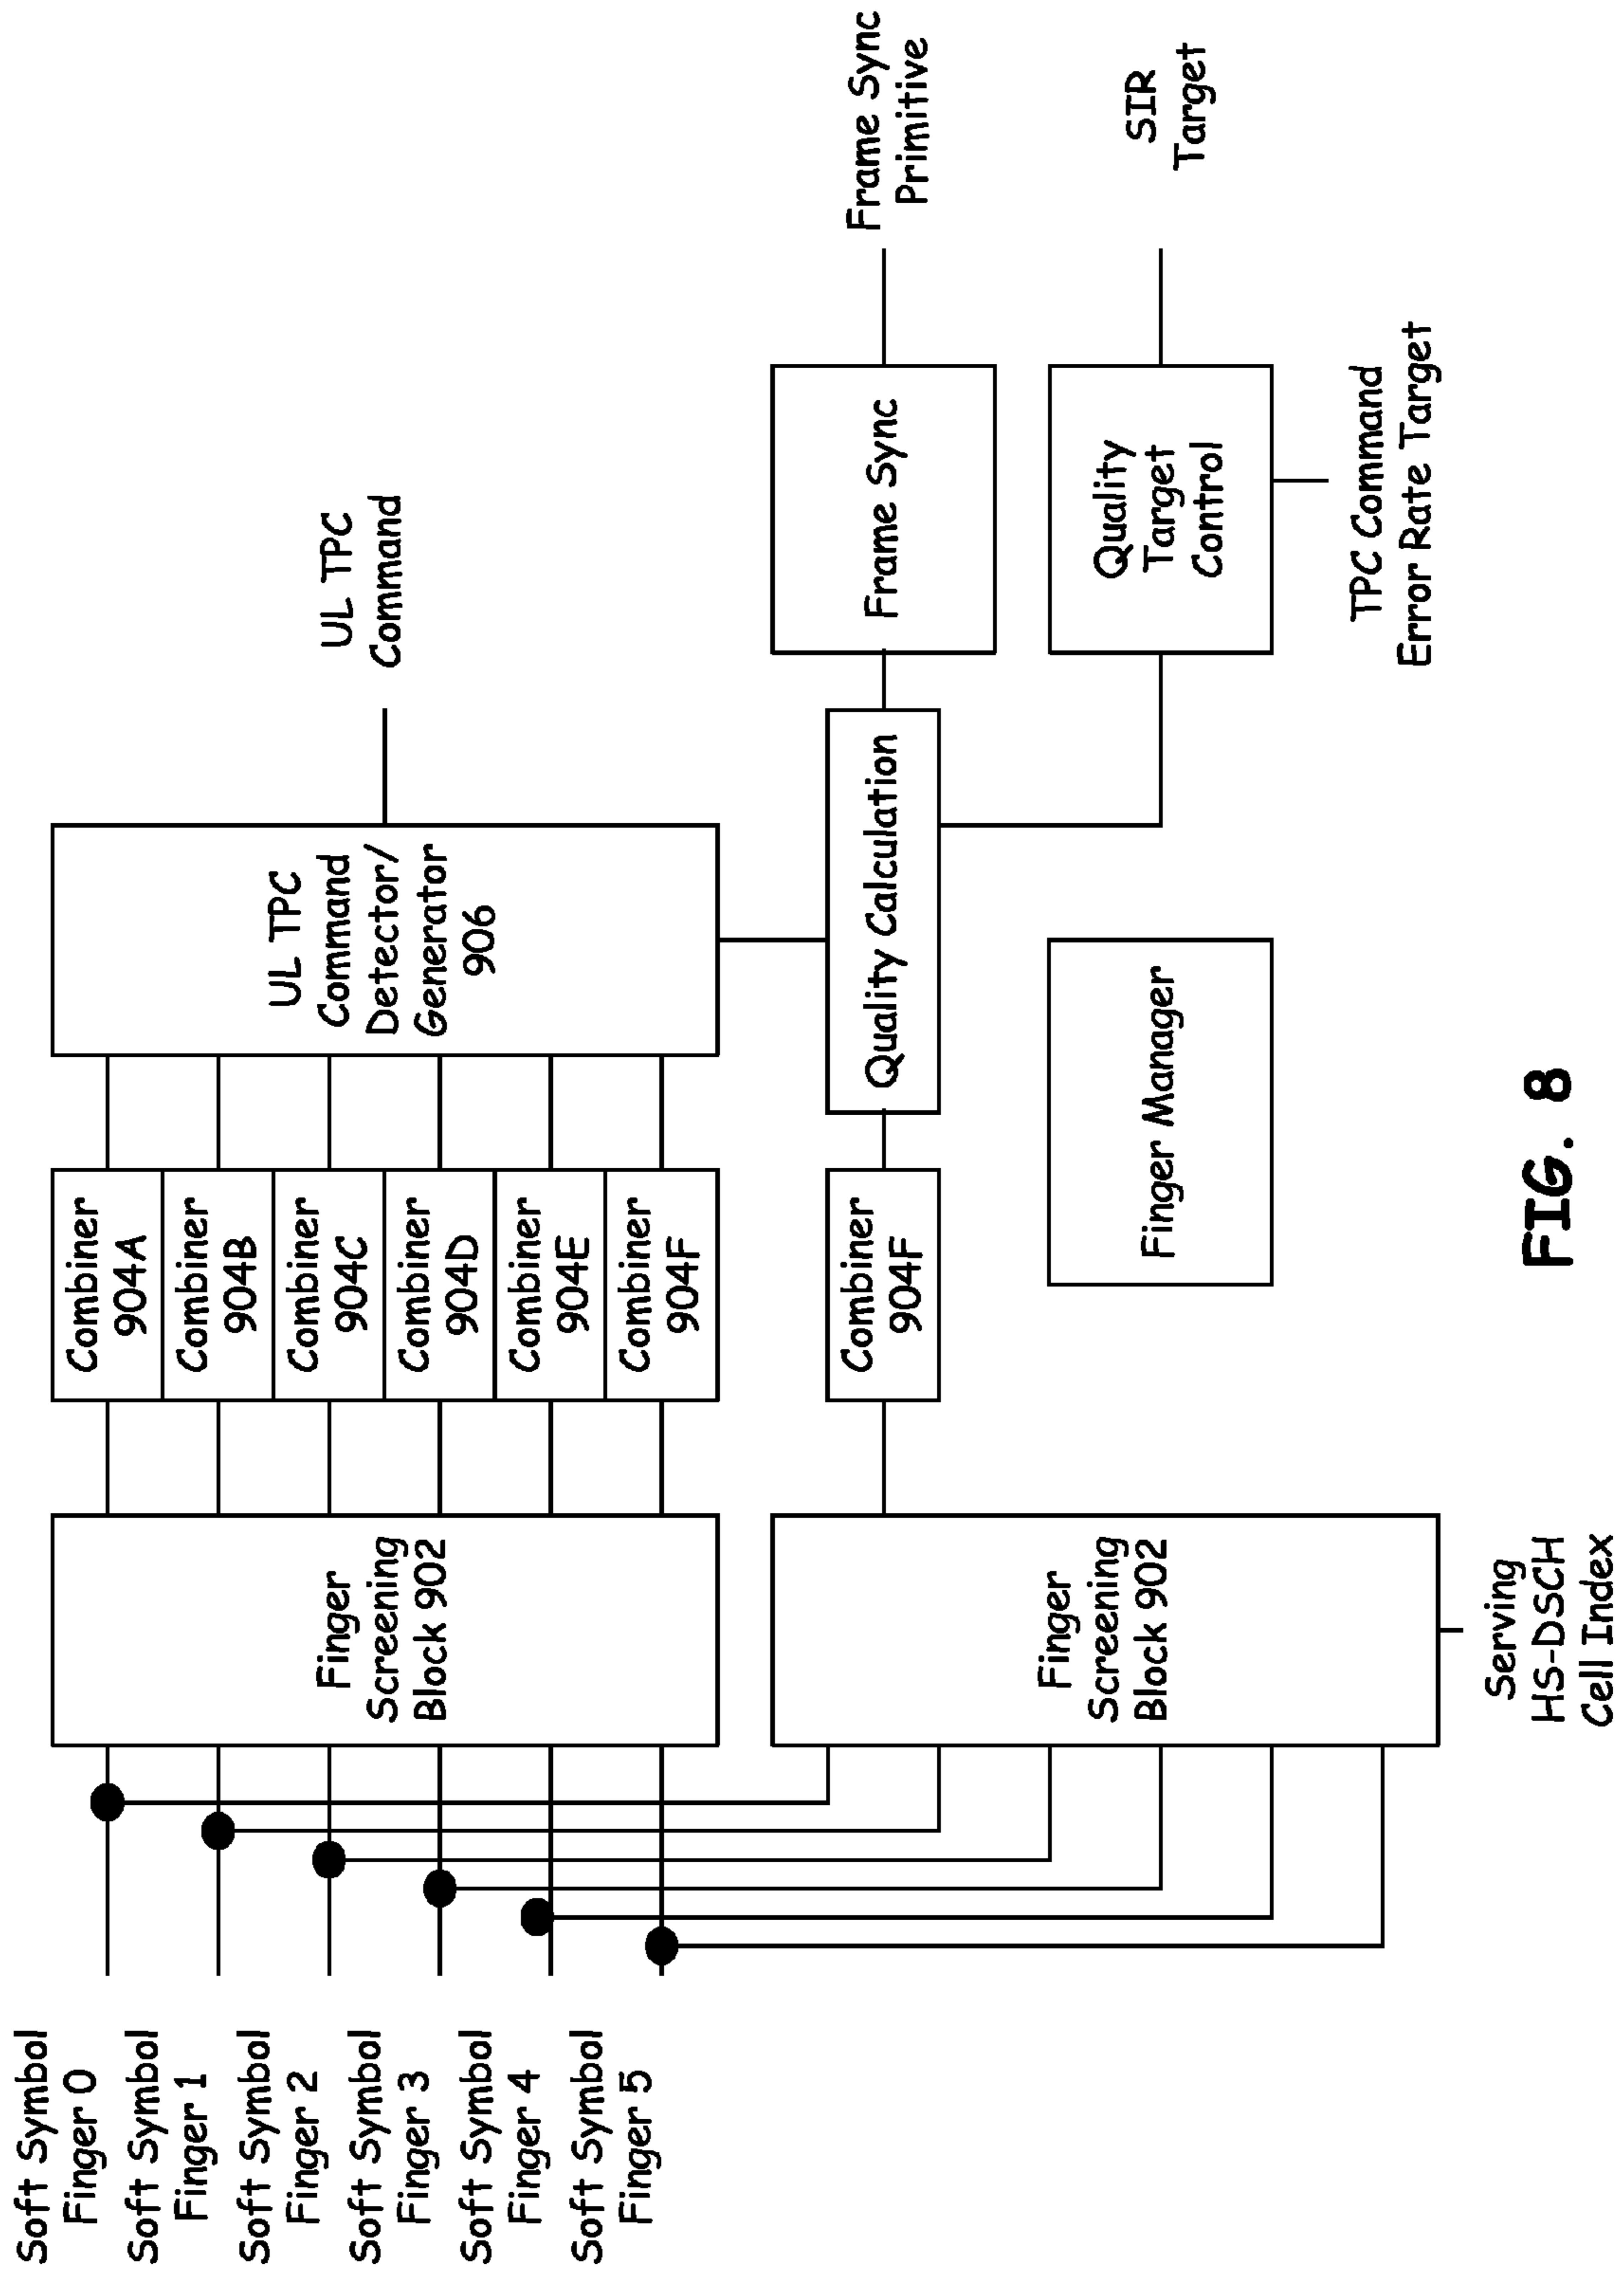 Soft Symbol
Finger 0
Soft Symbol
Finger 1
Soft Symbol
Finger 2
Soft Symbol
Finger 3
Soft Symbol
Finger 4
Soft Symbol
Finger 5
Finger
Screening
Block 902
Combiner
904A
Combiner
904B
Combiner
904C
Combiner
904D
Combiner
904E
Combiner
904F
UL TPC
Command
Detector/
Generator
906
UL TPC
Command
Finger
Screening
Block 902
Serving
HS-DSCH
Cell Index
Combiner
904F
Quality Calculation
Frame Sync
Frame Sync
Primitive
Finger Manager
Quality
Target
Control
SIR
Target
TPC Command
Error Rate Target
FIG. 8